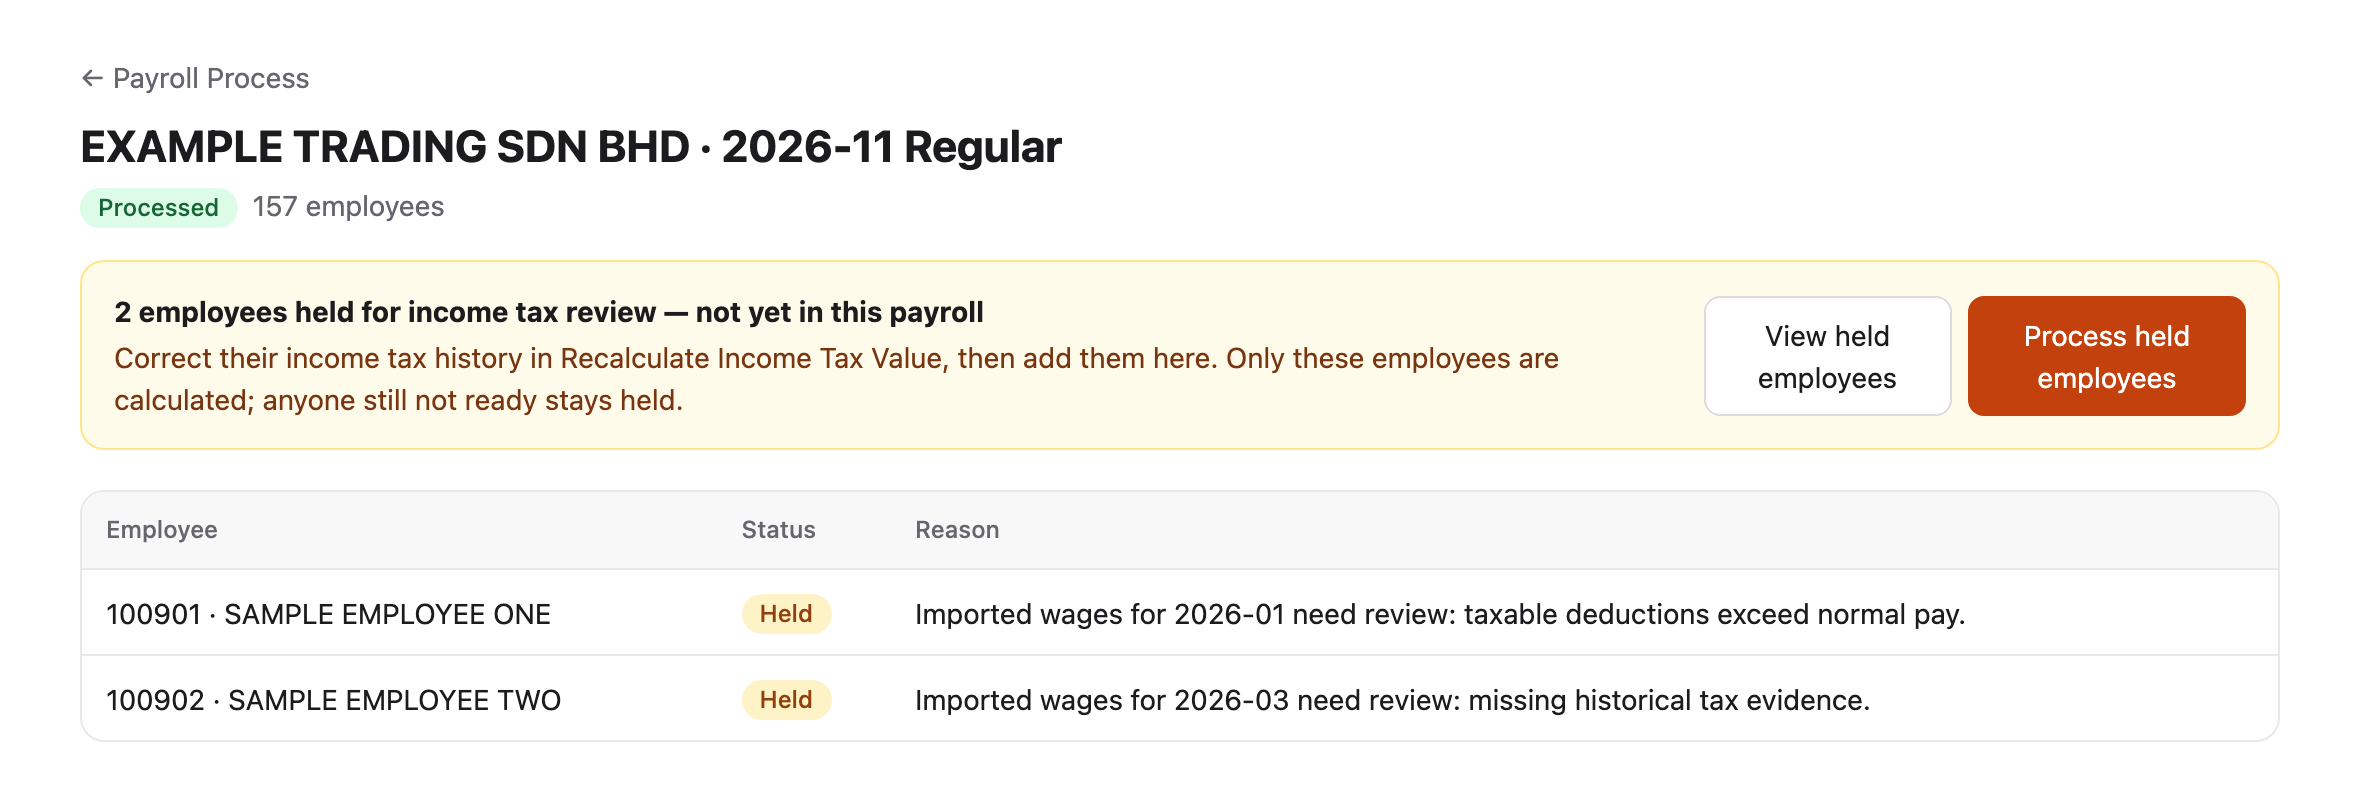 ← Payroll Process
EXAMPLE TRADING SDN BHD · 2026-11 Regular
Processed 157 employees
2 employees held for income tax review — not yet in this payroll
Correct their income tax history in Recalculate Income Tax Value, then add them here. Only these employees are
calculated; anyone still not ready stays held.
View held
employees
Process held
employees
Employee Status Reason
100901 · SAMPLE EMPLOYEE ONE Held Imported wages for 2026-01 need review: taxable deductions exceed normal pay.
100902 · SAMPLE EMPLOYEE TWO Held Imported wages for 2026-03 need review: missing historical tax evidence.